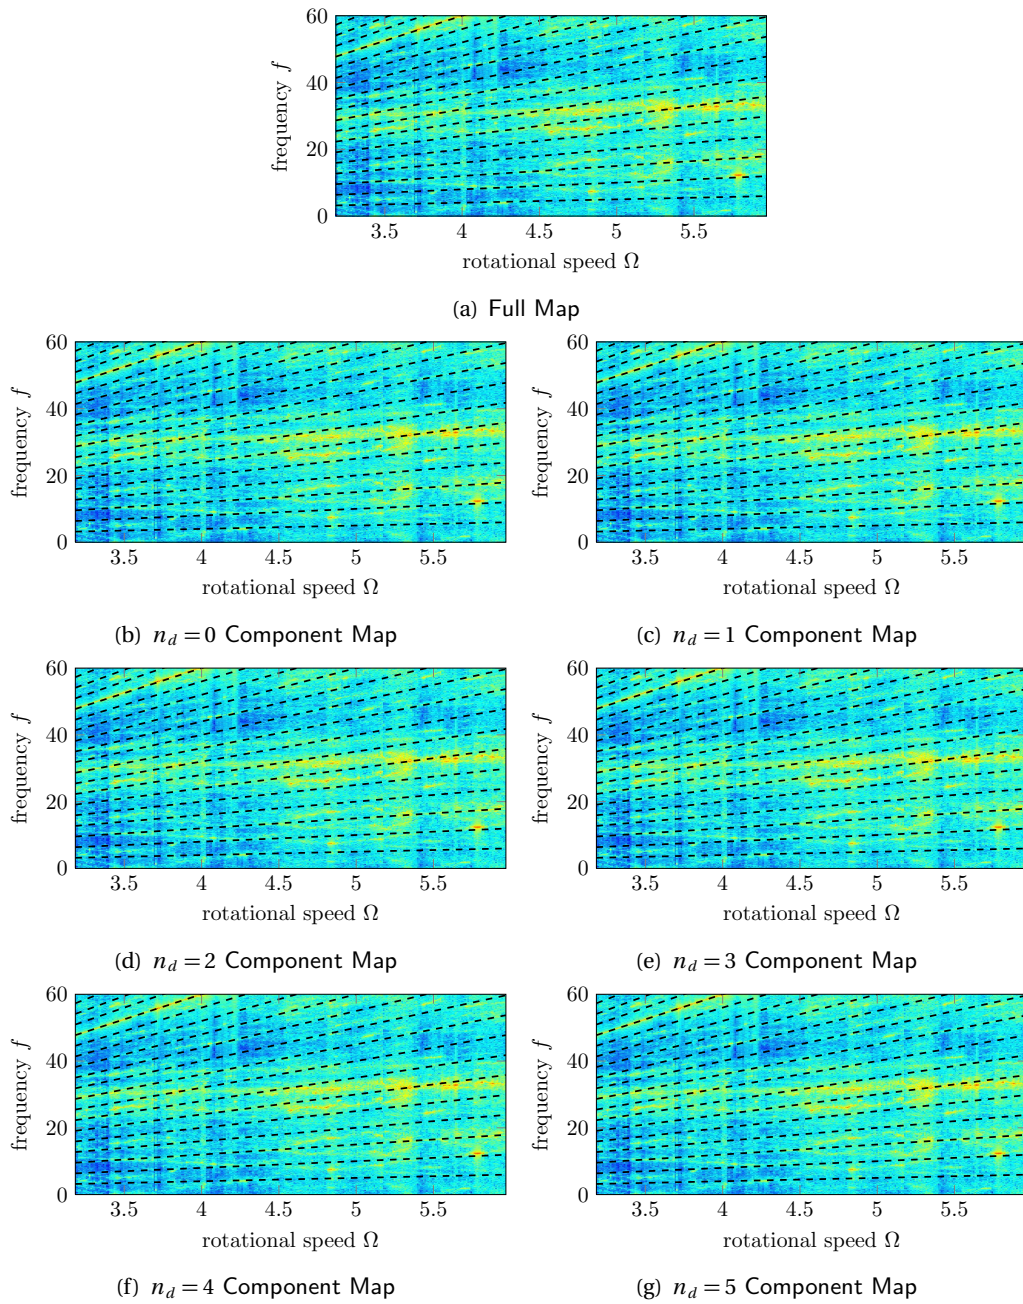 60
40
20
0
frequency f
3.5 4 4.5 5 5.5
rotational speed Ω
(a) Full Map
60
40
20
0
frequency f
3.5 4 4.5 5 5.5
rotational speed Ω
(b) n_d = 0 Component Map
60
40
20
0
frequency f
3.5 4 4.5 5 5.5
rotational speed Ω
(c) n_d = 1 Component Map
60
40
20
0
frequency f
3.5 4 4.5 5 5.5
rotational speed Ω
(d) n_d = 2 Component Map
60
40
20
0
frequency f
3.5 4 4.5 5 5.5
rotational speed Ω
(e) n_d = 3 Component Map
60
40
20
0
frequency f
3.5 4 4.5 5 5.5
rotational speed Ω
(f) n_d = 4 Component Map
60
40
20
0
frequency f
3.5 4 4.5 5 5.5
rotational speed Ω
(g) n_d = 5 Component Map